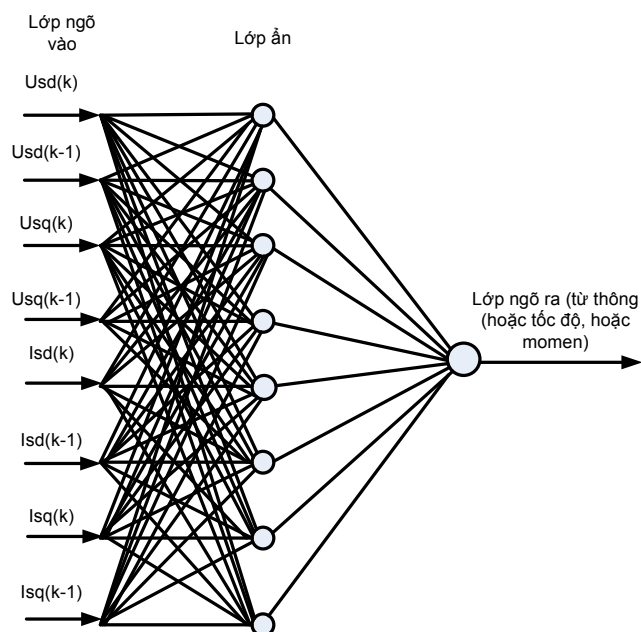 Lớp ngõ
vào
Lớp ẩn
Usd(k)
Usd(k-1)
Usq(k)
Usq(k-1)
Isd(k)
Isd(k-1)
Isq(k)
Isq(k-1)
Lớp ngõ ra (từ thông
(hoặc tốc độ, hoặc
momen)